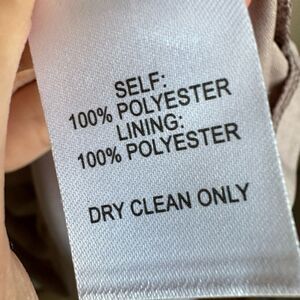 SELF:
100% POLYESTER
LINING:
100% POLYESTER
DRY CLEAN ONLY